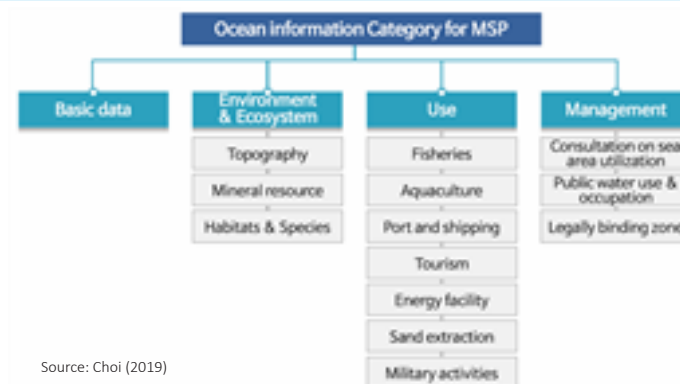 Ocean information Category for MSP
Basic data
Environment
& Ecosystem
Topography
Mineral resource
Habitats & Species
Use
Fisheries
Aquaculture
Port and shipping
Tourism
Energy facility
Sand extraction
Military activities
Management
Consultation on sea
area utilization
Public water use &
occupation
Legally binding zone
Source: Choi (2019)